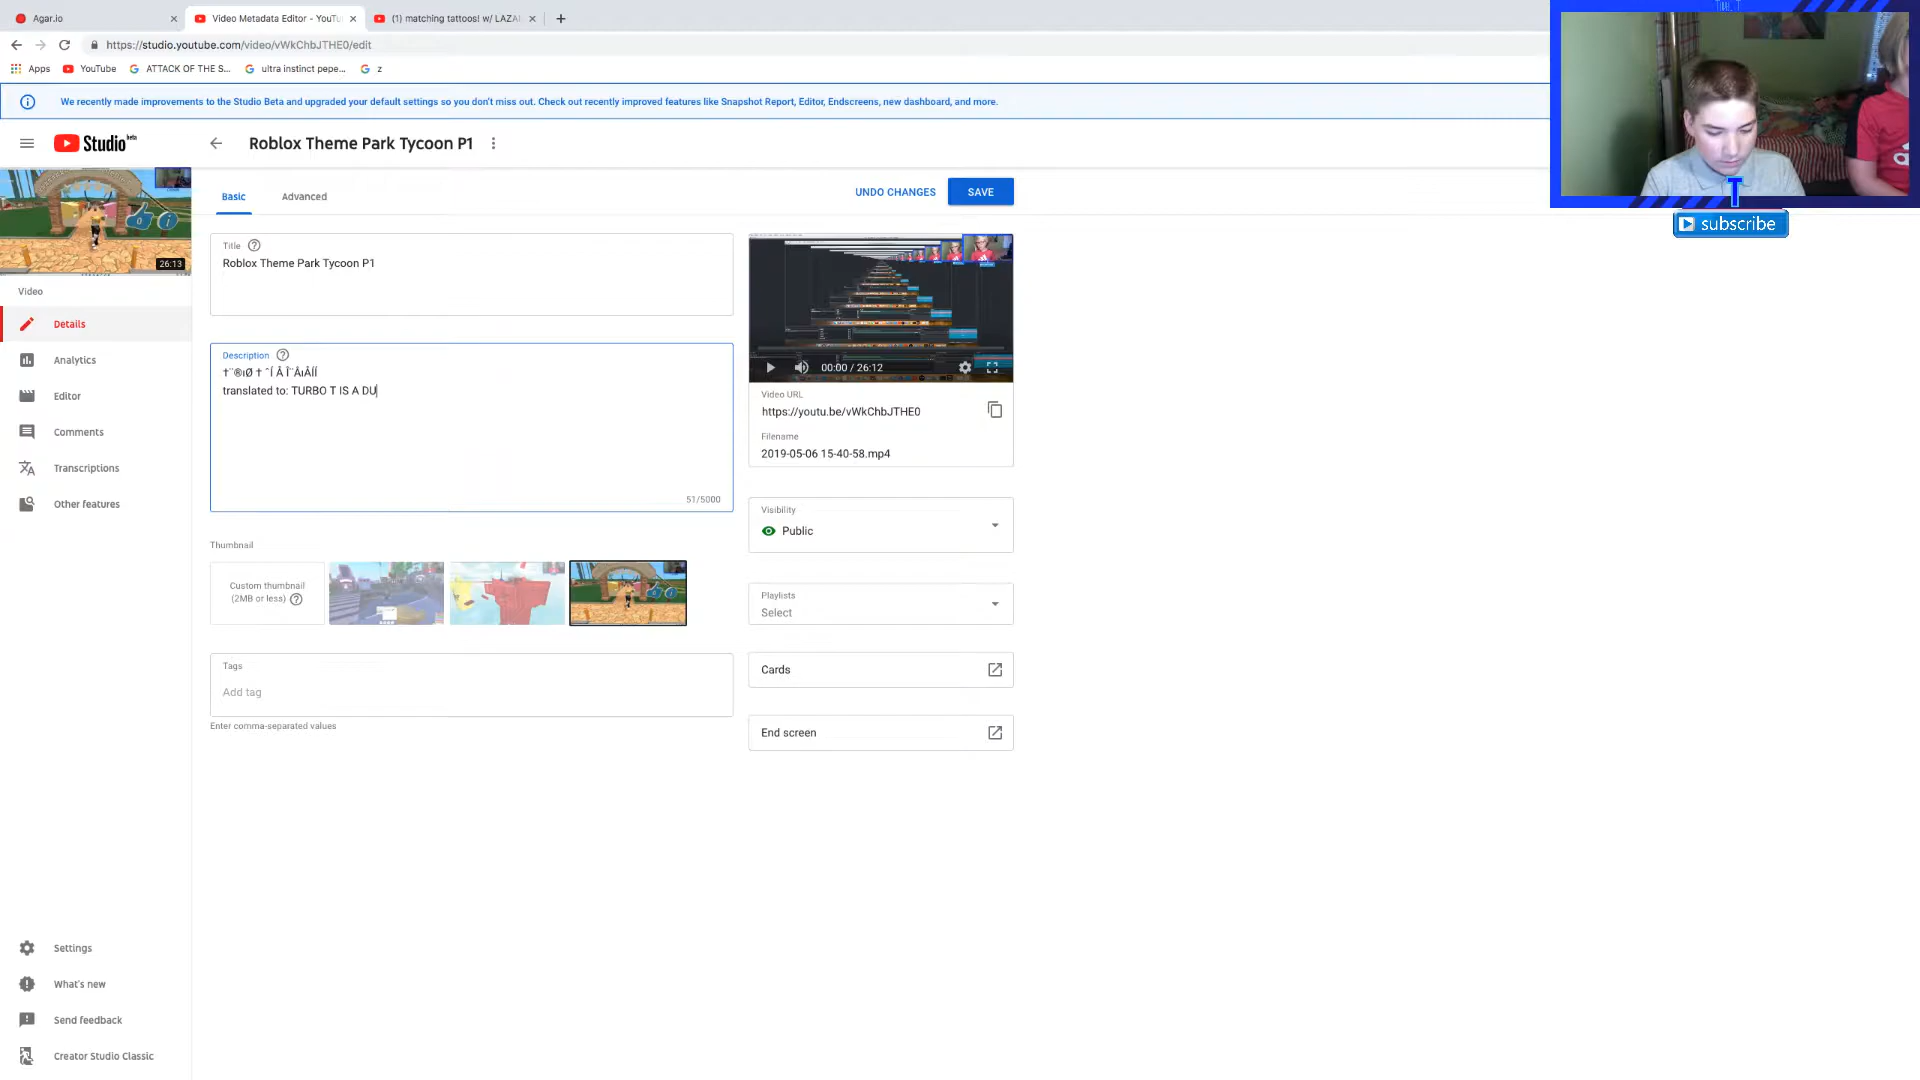 Agar.io
Video Metadata Editor - YouTu
(1) matching tattoos! w/ LAZA
https://studio.youtube.com/video/vWkChbJTHE0/edit
Apps
YouTube
ATTACK OF THE S...
ultra instinct pepe...
z
We recently made improvements to the Studio Beta and upgraded your default settings so you don't miss out. Check out recently improved features like Snapshot Report, Editor, Endscreens, new dashboard, and more.
Studio beta
Roblox Theme Park Tycoon P1
26:13
Video
Details
Analytics
Editor
Comments
Transcriptions
Other features
Settings
What's new
Send feedback
Creator Studio Classic
Basic
Advanced
UNDO CHANGES
SAVE
Title
Roblox Theme Park Tycoon P1
Description
†¨®ıØ † ˆÍ Å Î¨ÂıÅÍÍ
translated to: TURBO T IS A DU
51/5000
Thumbnail
Custom thumbnail
(2MB or less)
Tags
Add tag
Enter comma-separated values
00:00 / 26:12
Video URL
https://youtu.be/vWkChbJTHE0
Filename
2019-05-06 15-40-58.mp4
Visibility
Public
Playlists
Select
Cards
End screen
T
subscribe